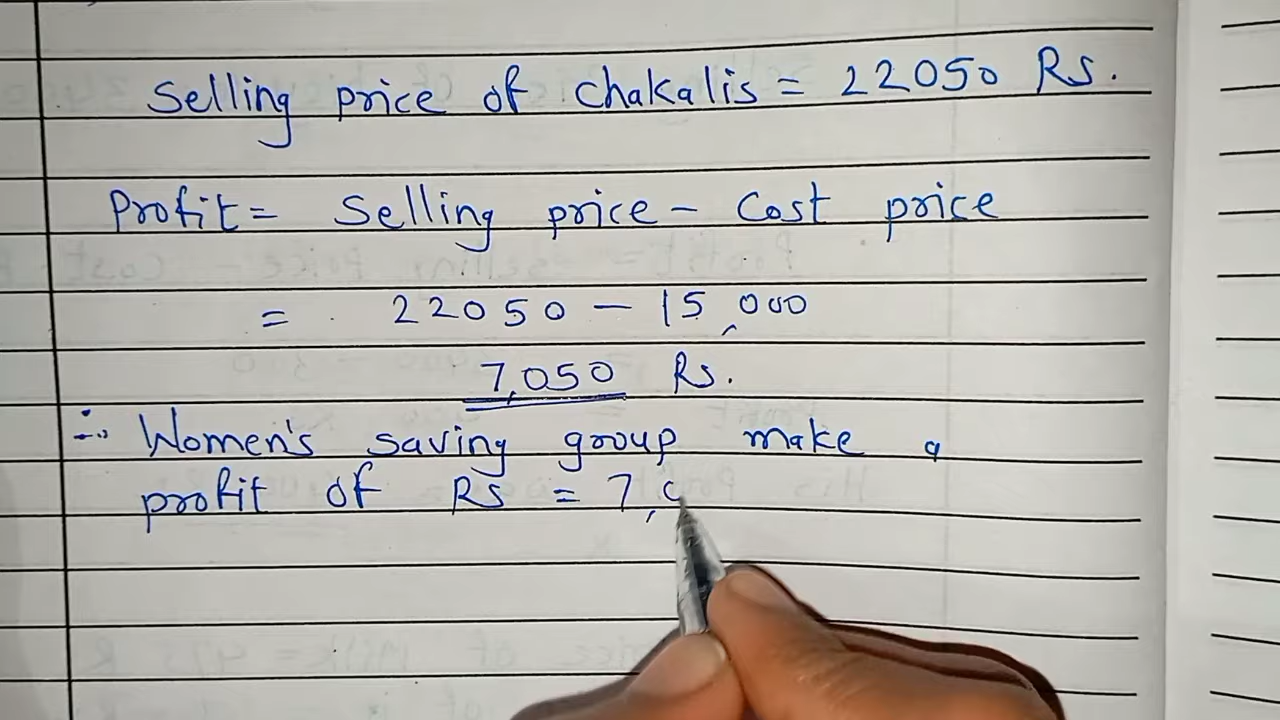 Selling price of chakalis = 22050 Rs.
Profit = Selling price - Cost price
= 22050 - 15,000
7,050 Rs.
∴ Women's saving group make a
profit of Rs = 7,0